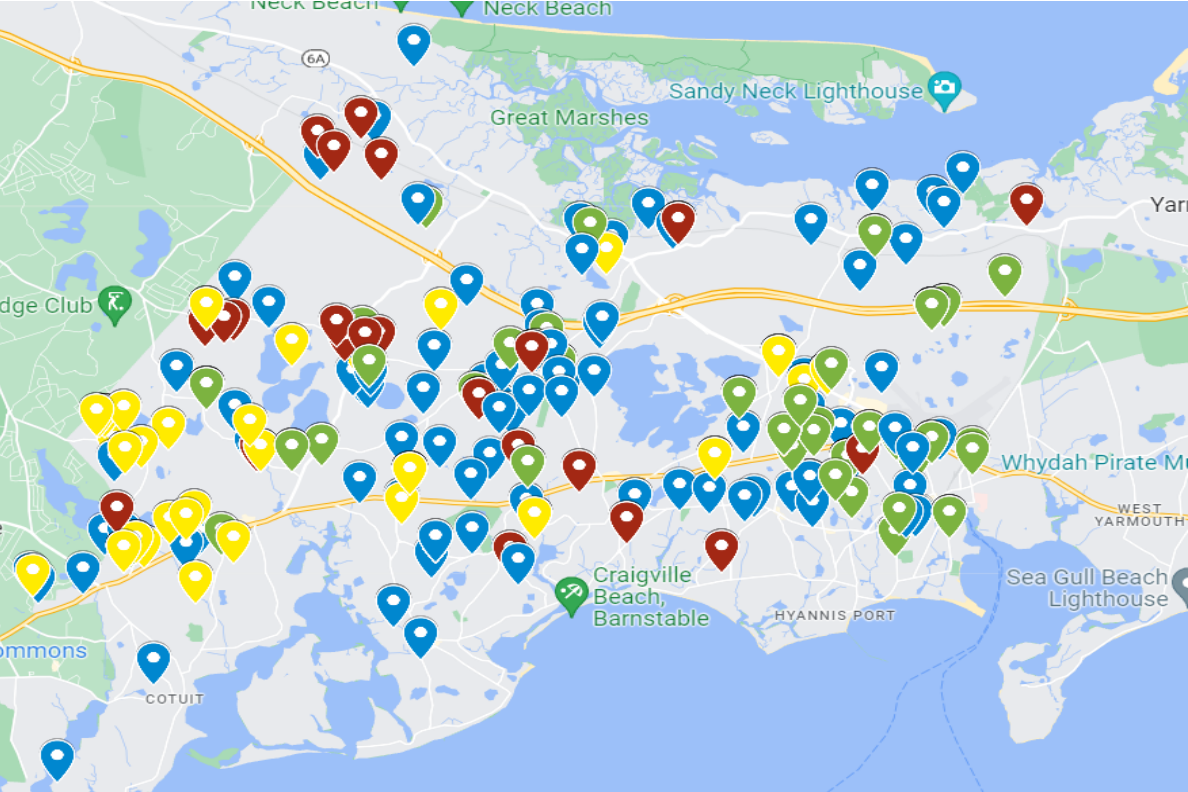 Neck Beach
Neck Beach
6A
Sandy Neck Lighthouse
Great Marshes
dge Club
Whydah Pirate Mu
WEST
YARMOUTH
Craigville
Beach,
Barnstable
Sea Gull Beach
Lighthouse
HYANNIS PORT
ommons
COTUIT